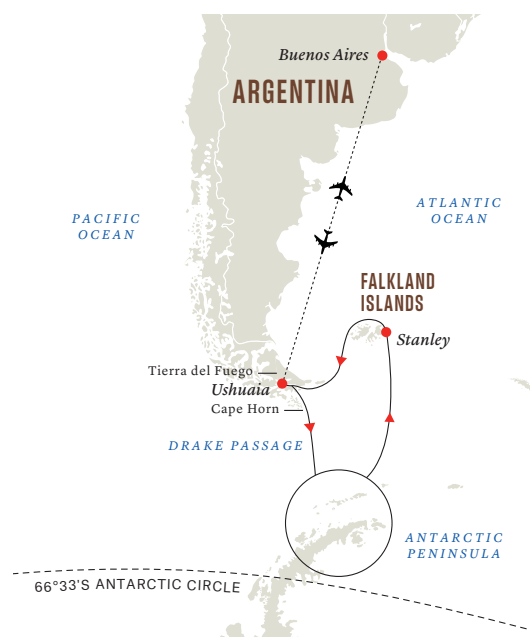 Buenos Aires
ARGENTINA
PACIFIC
OCEAN
ATLANTIC
OCEAN
FALKLAND
ISLANDS
Stanley
Tierra del Fuego
Ushuaia
Cape Horn
DRAKE PASSAGE
ANTARCTIC
PENINSULA
66°33'S ANTARCTIC CIRCLE